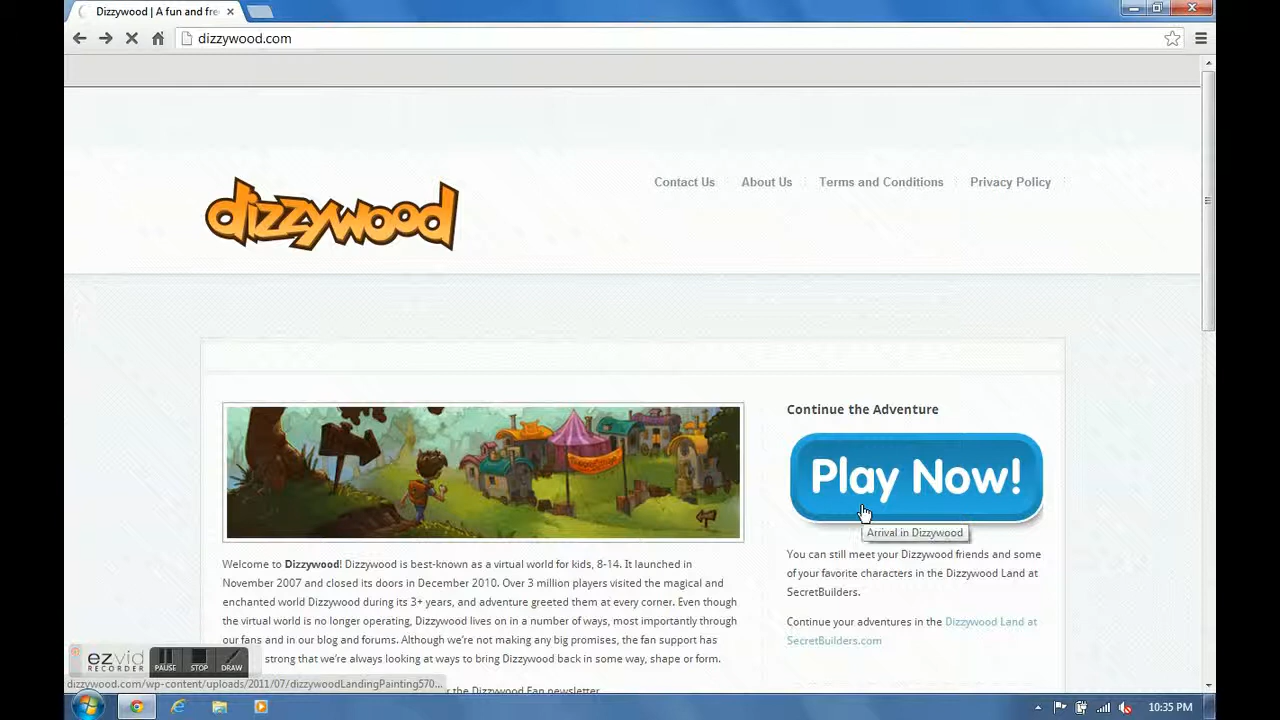 Dizzywood | A fun and fre
dizzywood.com
Contact Us
About Us
Terms and Conditions
Privacy Policy
dizzywood
Continue the Adventure
Play Now!
Arrival in Dizzywood
You can still meet your Dizzywood friends and some
of your favorite characters in the Dizzywood Land at
SecretBuilders.
Continue your adventures in the Dizzywood Land at
SecretBuilders.com
Welcome to Dizzywood! Dizzywood is best-known as a virtual world for kids, 8-14. It launched in
November 2007 and closed its doors in December 2010. Over 3 million players visited the magical and
enchanted world Dizzywood during its 3+ years, and adventure greeted them at every corner. Even though
the virtual world is no longer operating, Dizzywood lives on in a number of ways, most importantly through
our fans and in our blog and forums. Although we're not making any big promises, the fan support has
strong that we're always looking at ways to bring Dizzywood back in some way, shape or form.
the Dizzywood Fan newsletter
ezvid
RECORDER
PAUSE
STOP
DRAW
dizzywood.com/wp-content/uploads/2011/07/dizzywoodLandingPainting570...
10:35 PM